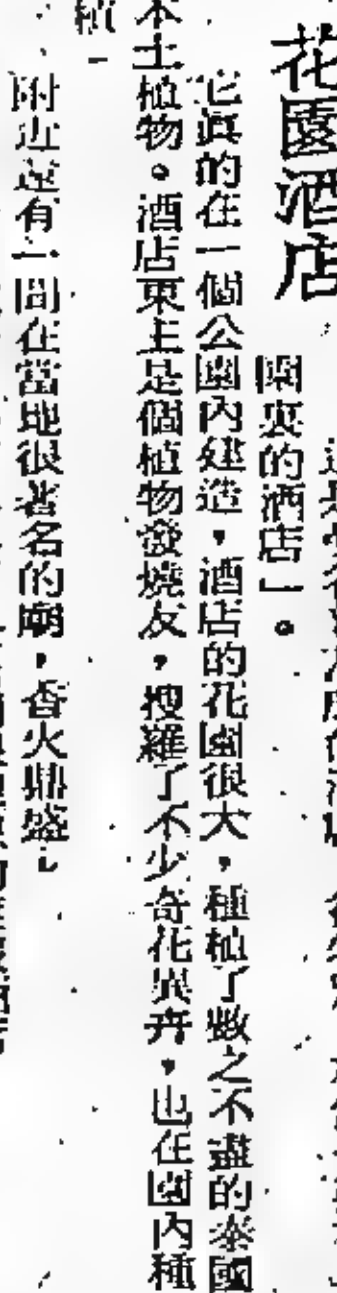 花園酒店
園裏的酒店」。
它真的在一個公園內建造，酒店的花園很大，種植了數之不盡的泰國
本土植物。酒店東主是個植物發燒友，搜羅了不少奇花異卉，也在園內種
植
附近還有一間在當地很著名的廟，香火鼎盛。